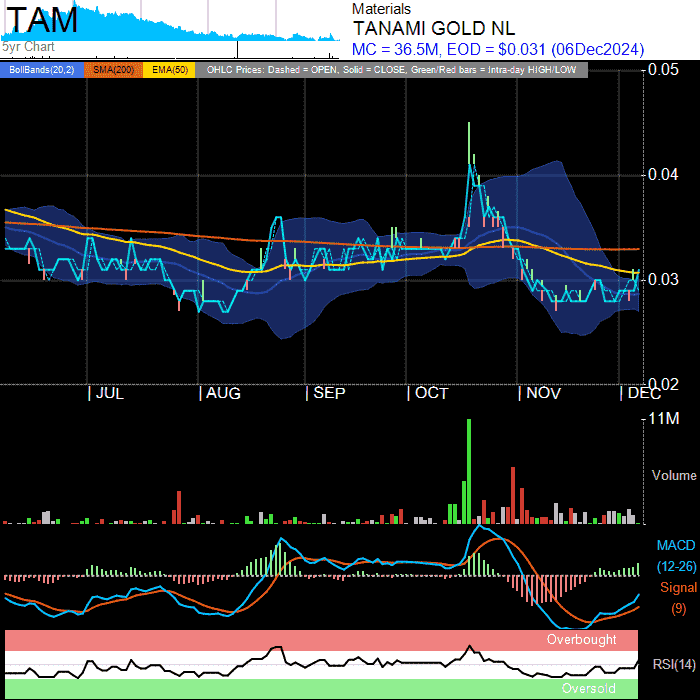 TAM
5yr Chart
Materials
TANAMI GOLD NL
MC = 36.5M, EOD = $0.031 (06Dec2024)
BollBands(20,2) SMA(200) EMA(50) OHLC Prices: Dashed = OPEN, Solid = CLOSE, Green/Red bars = Intra-day HIGH/LOW
0.05
0.04
0.03
0.02
| JUL | AUG | SEP | OCT | NOV | DEC
11M
Volume
MACD
(12-26)
Signal
(9)
Overbought
RSI(14)
Oversold